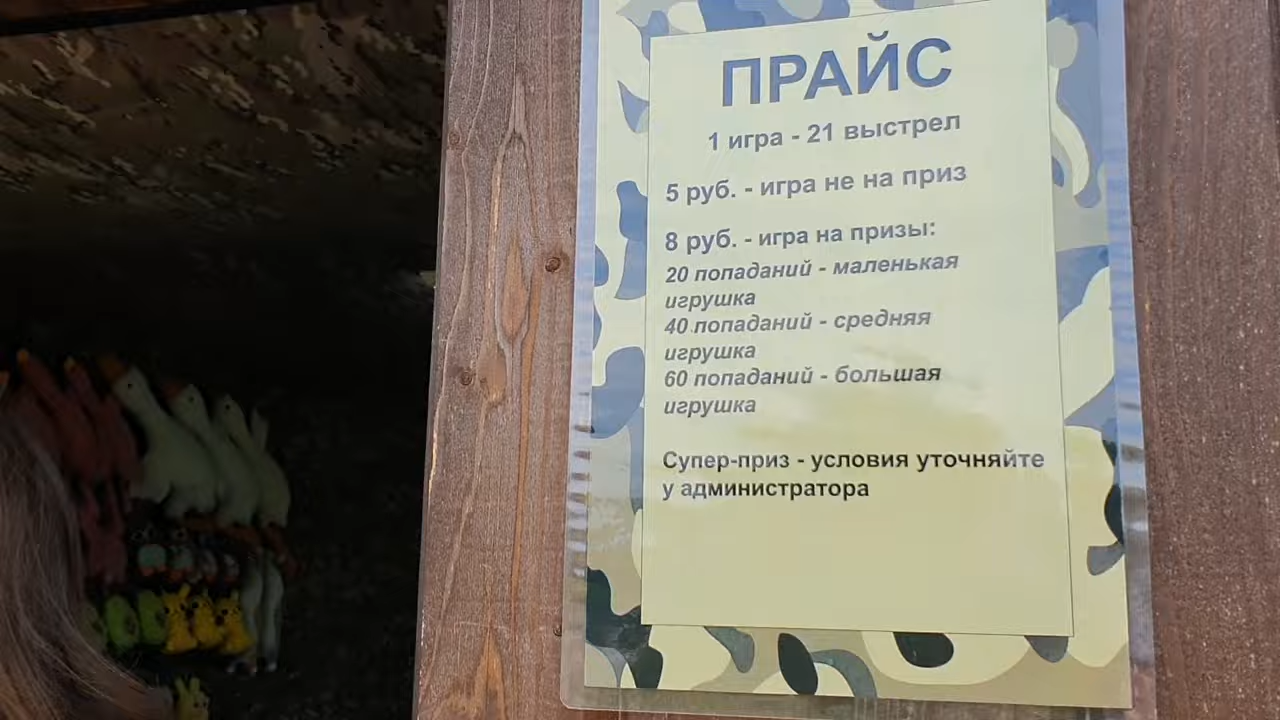 ПРАЙС
1 игра - 21 выстрел
5 руб. - игра не на приз
8 руб. - игра на призы:
20 попаданий - маленькая
игрушка
40 попаданий - средняя
игрушка
60 попаданий - большая
игрушка
Супер-приз - условия уточняйте
у администратора